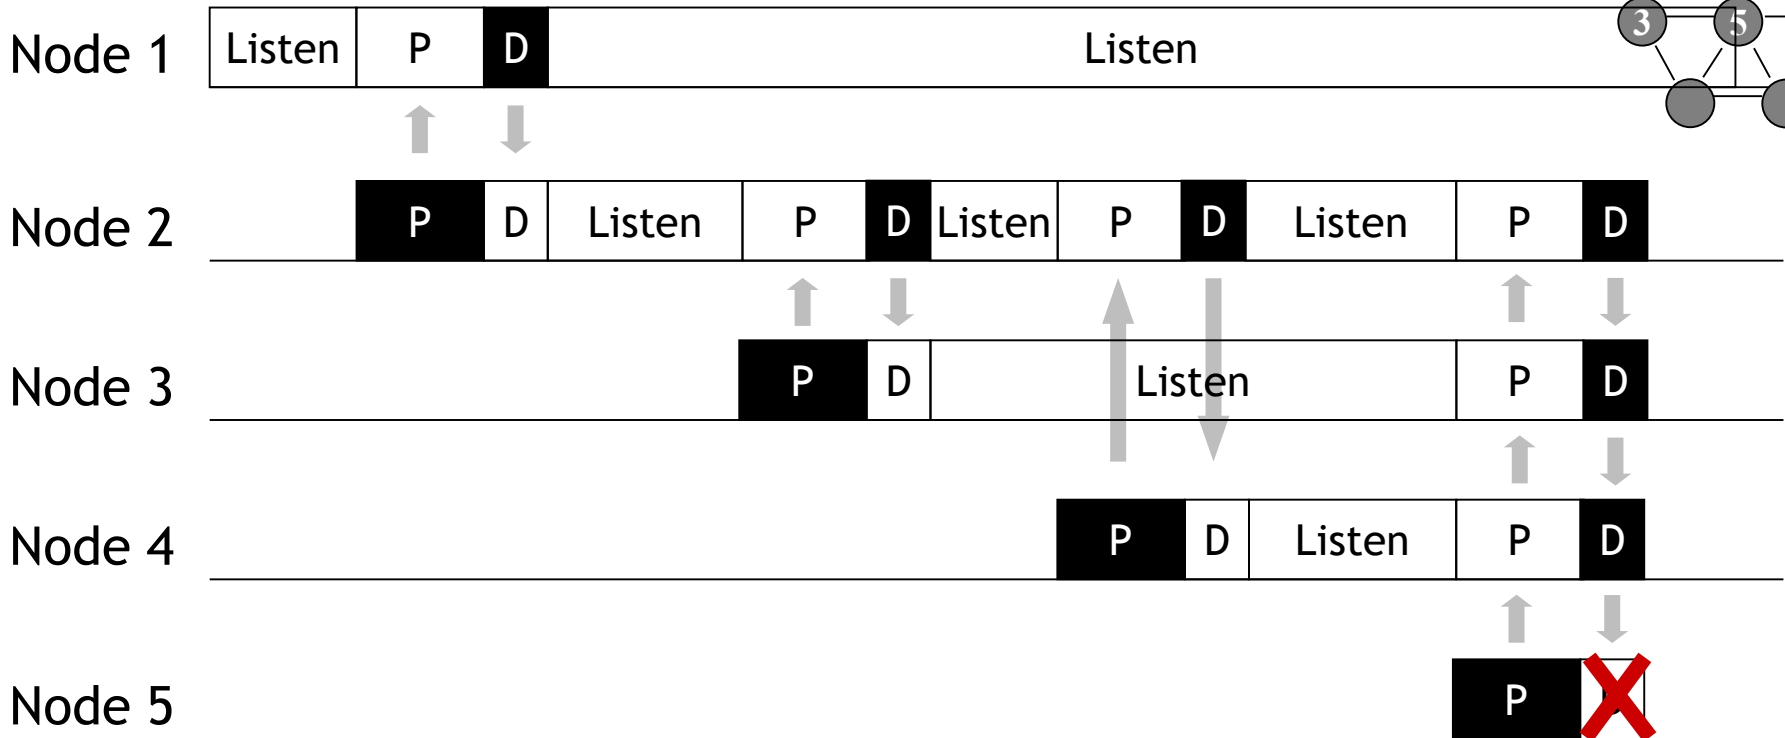 Node 1 Listen P D Listen 3 5
Node 2 P D Listen P D Listen P D Listen P D
Node 3 P D Listen P D
Node 4 P D Listen P D
Node 5 P